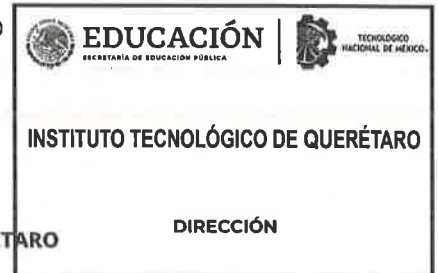 EDUCACIÓN
SECRETARÍA DE EDUCACIÓN PÚBLICA
TECNOLÓGICO
NACIONAL DE MÉXICO®
INSTITUTO TECNOLÓGICO DE QUERÉTARO
DIRECCIÓN
TARO